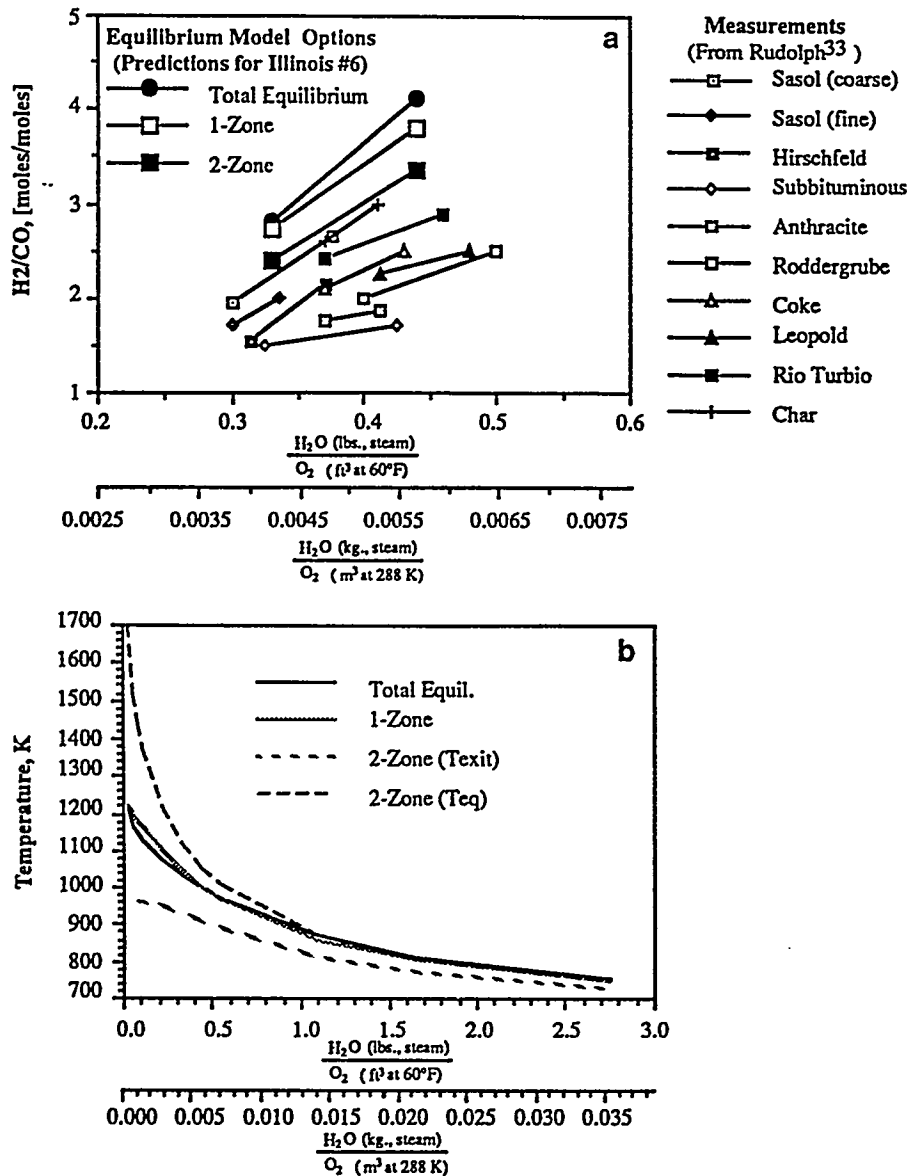 a
Equilibrium Model Options
(Predictions for Illinois #6)
Total Equilibrium
1-Zone
2-Zone
Measurements
(From Rudolph33)
Sasol (coarse)
Sasol (fine)
Hirschfeld
Subbituminous
Anthracite
Roddergrube
Coke
Leopold
Rio Turbio
Char
H2/CO, [moles/moles]
5
4
3
2
1
0.2 0.3 0.4 0.5 0.6
H2O (lbs., steam)
O2 (ft3 at 60°F)
0.0025 0.0035 0.0045 0.0055 0.0065 0.0075
H2O (kg., steam)
O2 (m3 at 288 K)
b
Total Equil.
1-Zone
2-Zone (Texit)
2-Zone (Teq)
Temperature, K
1700
1600
1500
1400
1300
1200
1100
1000
900
800
700
0.0 0.5 1.0 1.5 2.0 2.5 3.0
H2O (lbs., steam)
O2 (ft3 at 60°F)
0.000 0.005 0.010 0.015 0.020 0.025 0.030 0.035
H2O (kg., steam)
O2 (m3 at 288 K)